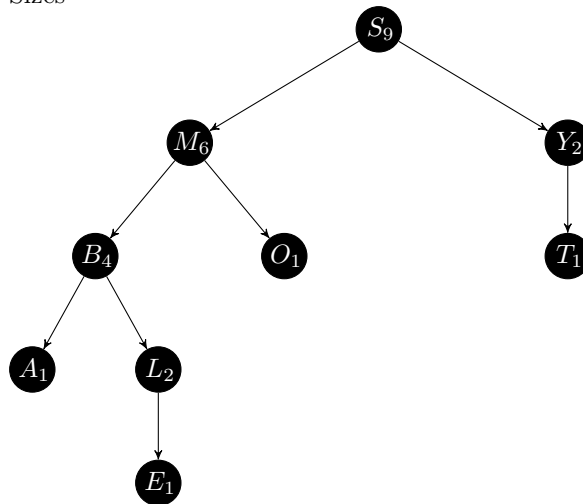 Sizes
S₉
M₆ Y₂
B₄ O₁ T₁
A₁ L₂
E₁